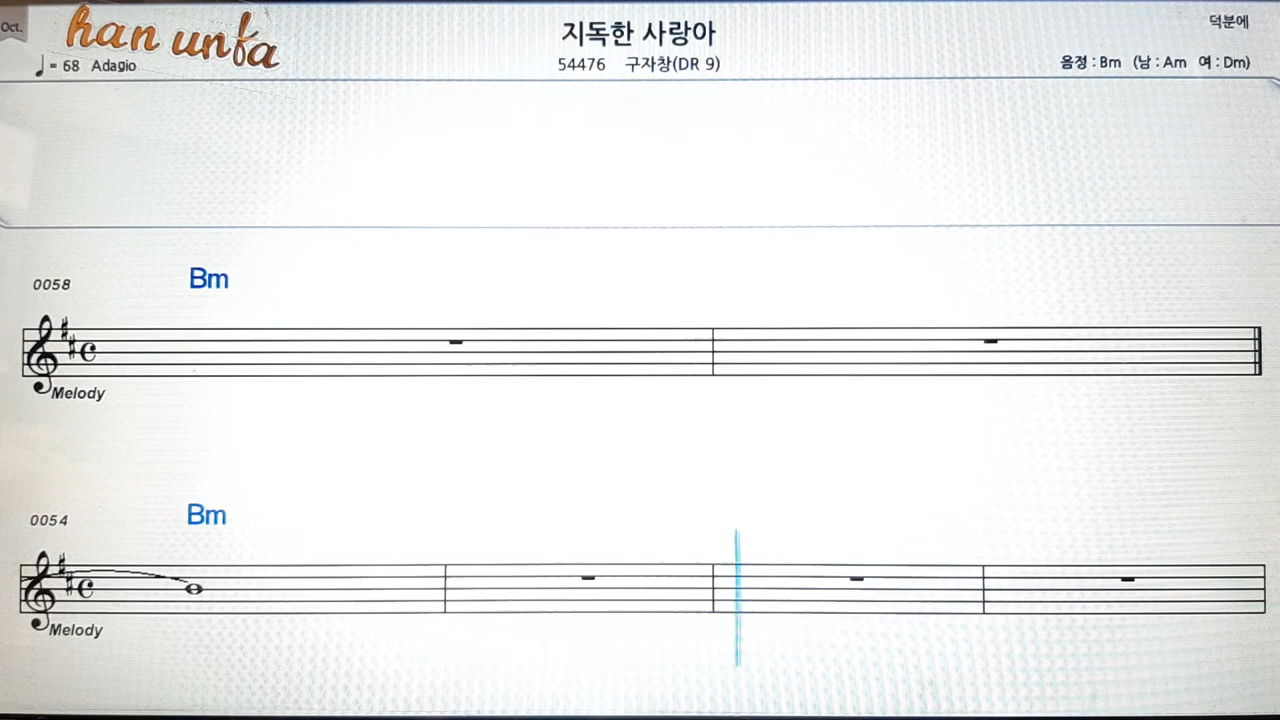 Oct.
han unfa
♩ = 68 Adagio
지독한 사랑아
54476 구자창(DR 9)
덕분에
음정 : Bm (남 : Am 여 : Dm)
0058 Bm
Melody
0054 Bm
Melody